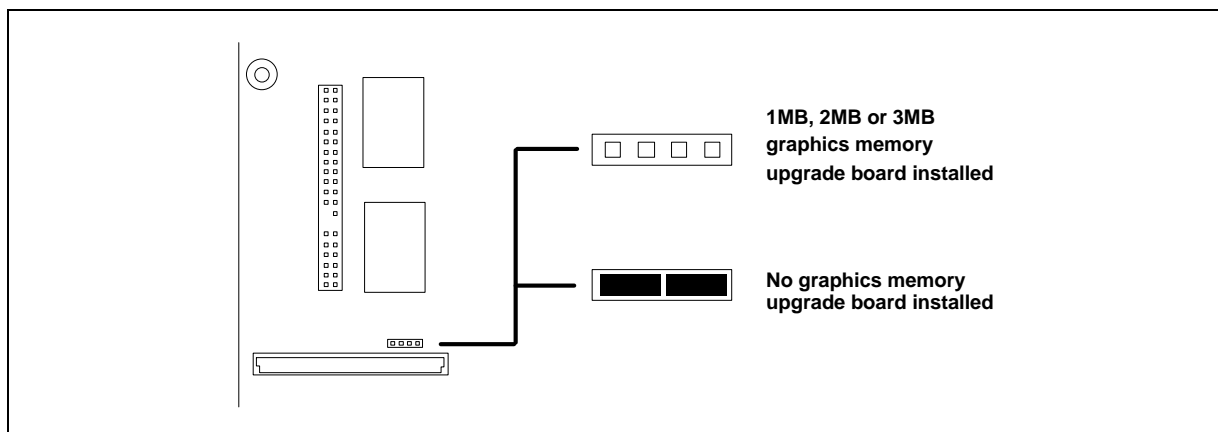 1MB, 2MB or 3MB
graphics memory
upgrade board installed
No graphics memory
upgrade board installed